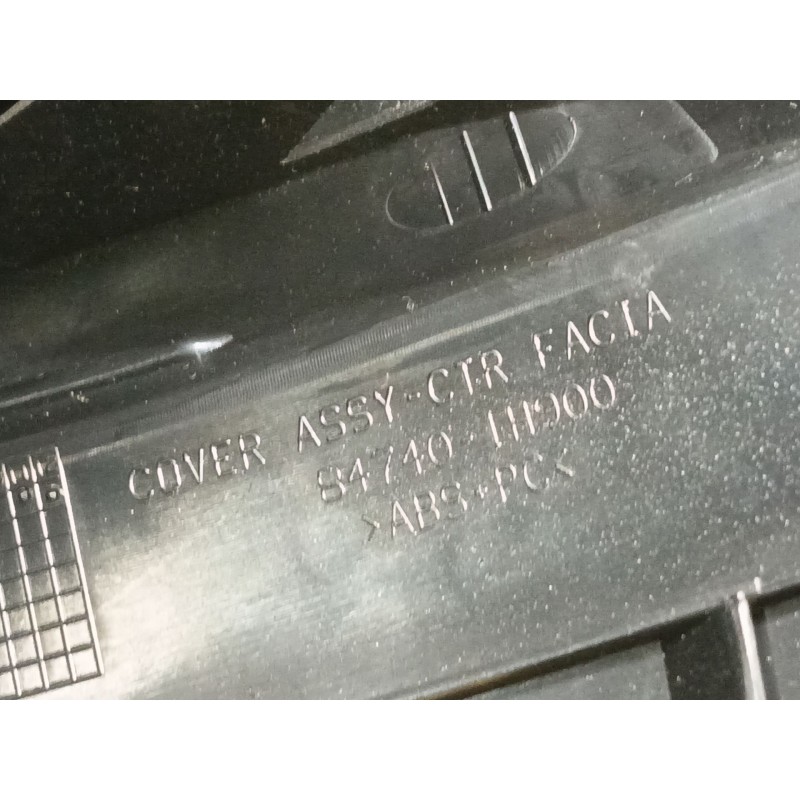 COVER ASSY-CTR FACIA
84740-1H900
>ABS+PC<